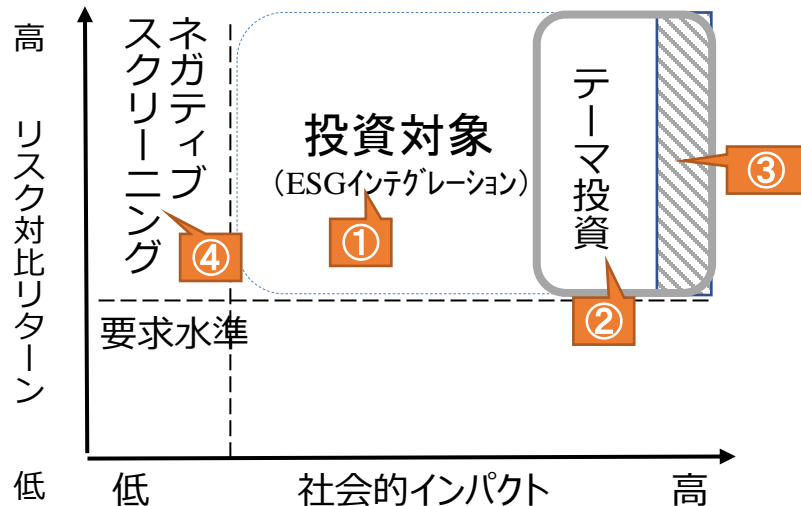 高
リスク対比リターン
低
ネガティブ
スクリーニング
④
投資対象
（ESGインテグレーション）
①
テーマ投資
②
③
要求水準
低
社会的インパクト
高